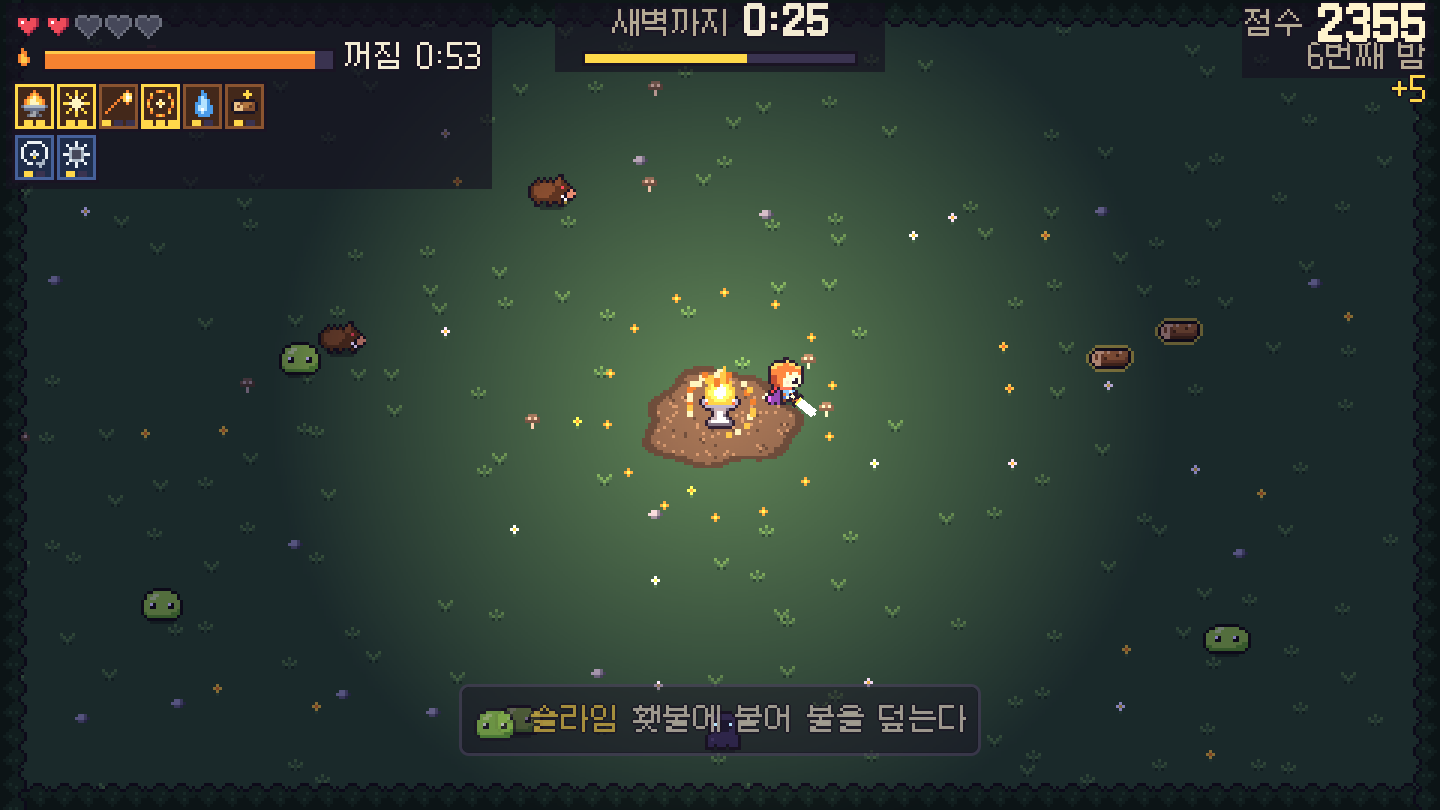 꺼짐 0:53
새벽까지 0:25
점수 2355
6번째 밤
+5
슬라임 횃불에 붙어 불을 덮는다